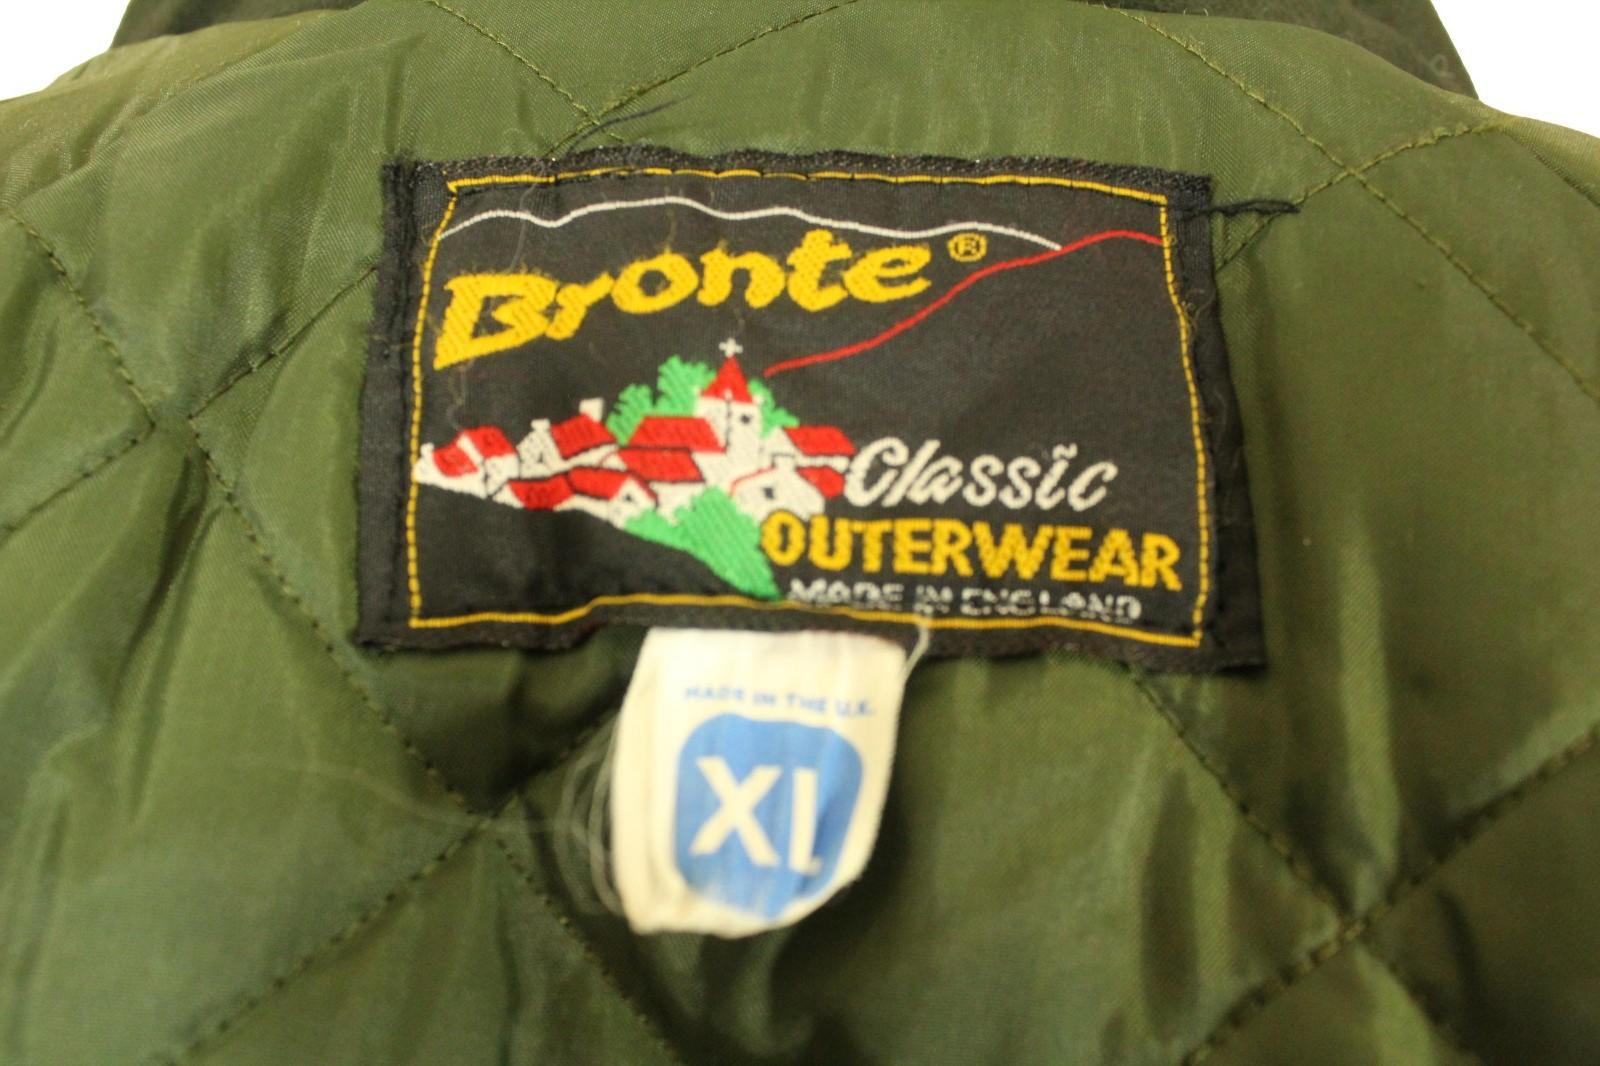 Bronte®
Classic
OUTERWEAR
MADE IN ENGLAND
MADE IN THE U.K.
XL